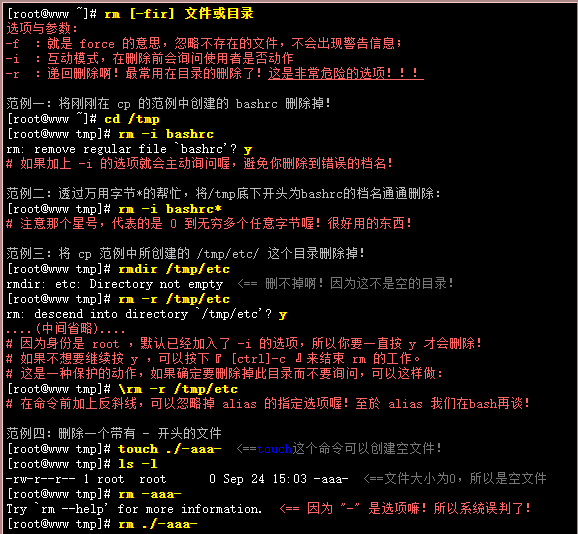 [root@www ~]# rm [-fir] 文件或目录
选项与参数:
-f  : 就是 force 的意思, 忽略不存在的文件, 不会出现警告信息;
-i  : 互动模式, 在删除前会询问使用者是否动作
-r  : 递回删除啊! 最常用在目录的删除了! 这是非常危险的选项! ! !
范例一: 将刚刚在 cp 的范例中创建的 bashrc 删除掉!
[root@www ~]# cd /tmp
[root@www tmp]# rm -i bashrc
rm: remove regular file `bashrc'? y
# 如果加上 -i 的选项就会主动询问喔, 避免你删除到错误的档名!
范例二: 透过万用字节*的帮忙, 将/tmp底下开头为bashrc的档名通通删除:
[root@www tmp]# rm -i bashrc*
# 注意那个星号, 代表的是 0 到无穷多个任意字节喔! 很好用的东西!
范例三: 将 cp 范例中所创建的 /tmp/etc/ 这个目录删除掉!
[root@www tmp]# rmdir /tmp/etc
rmdir: etc: Directory not empty  <== 删不掉啊! 因为这不是空的目录!
[root@www tmp]# rm -r /tmp/etc
rm: descend into directory `/tmp/etc'? y
....(中间省略)....
# 因为身份是 root , 默认已经加入了 -i 的选项, 所以你要一直按 y 才会删除!
# 如果不想要继续按 y , 可以按下『 [ctrl]-c 』来结束 rm 的工作。
# 这是一种保护的动作, 如果确定要删除掉此目录而不要询问, 可以这样做:
[root@www tmp]# \rm -r /tmp/etc
# 在命令前加上反斜线, 可以忽略掉 alias 的指定选项喔! 至於 alias 我们在bash再谈!
范例四: 删除一个带有 - 开头的文件
[root@www tmp]# touch ./-aaa-  <==touch这个命令可以创建空文件!
[root@www tmp]# ls -l
-rw-r--r-- 1 root  root      0 Sep 24 15:03 -aaa-  <==文件大小为0, 所以是空文件
[root@www tmp]# rm -aaa-
Try `rm --help' for more information.  <== 因为 "-" 是选项嘛! 所以系统误判了!
[root@www tmp]# rm ./-aaa-